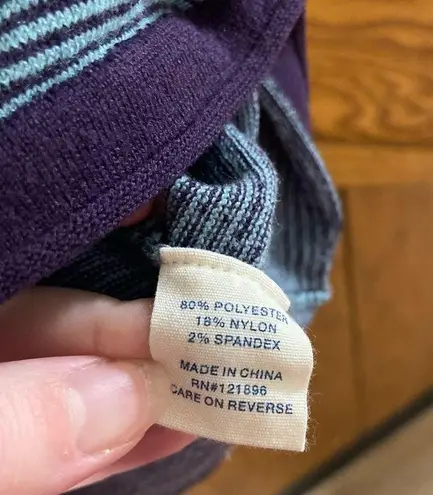 80% POLYESTER
18% NYLON
2% SPANDEX
MADE IN CHINA
RN#121896
CARE ON REVERSE